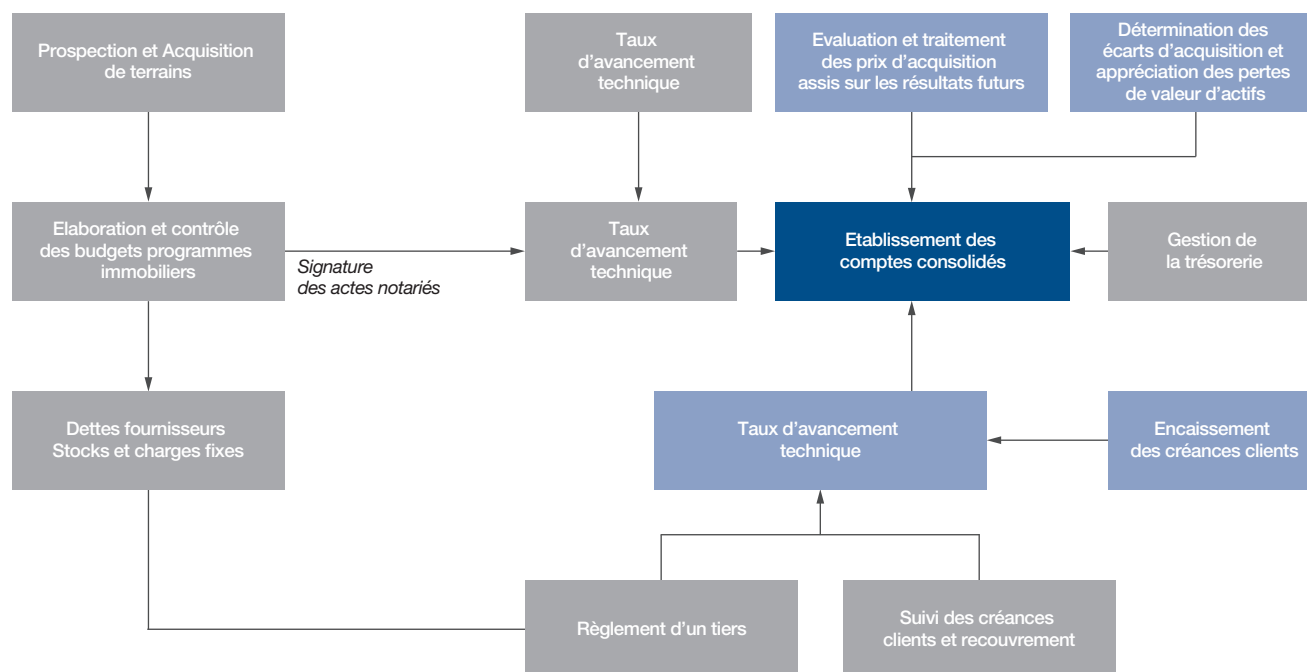 Prospection et Acquisition
de terrains
Taux
d'avancement
technique
Evaluation et traitement
des prix d'acquisition
assis sur les résultats futurs
Détermination des
écarts d'acquisition et
appréciation des pertes
de valeur d'actifs
Elaboration et contrôle
des budgets programmes
immobiliers
Signature
des actes notariés
Taux
d'avancement
technique
Etablissement des
comptes consolidés
Gestion de
la trésorerie
Dettes fournisseurs
Stocks et charges fixes
Taux d'avancement
technique
Encaissement
des créances clients
Règlement d'un tiers
Suivi des créances
clients et recouvrement